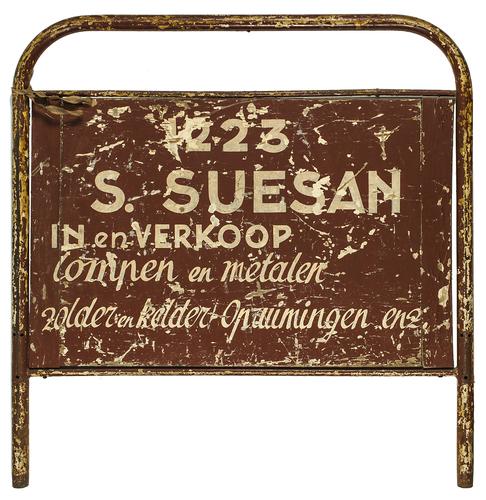 1223
S. SUESAN
IN en VERKOOP
lompen en metalen
zolder en kelder Opruimingen enz